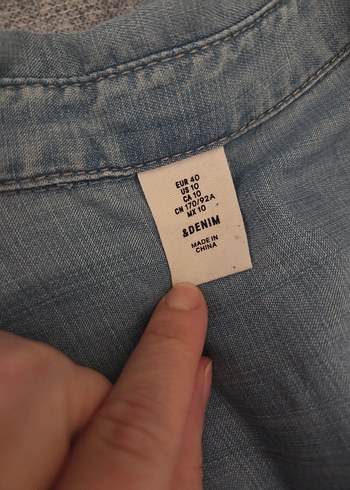 EUR 40
US 10
CA 10
CN 170/92A
MX 10
&DENIM
MADE IN
CHINA